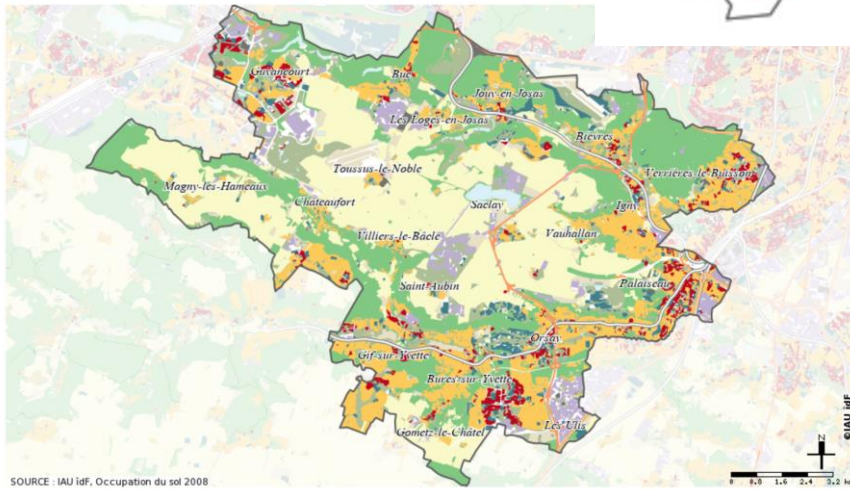 Guyancourt
Buc
Jouy-en-Josas
Les Loges-en-Josas
Bièvres
Verrières-le-Buisson
Toussus-le-Noble
Magny-les-Hameaux
Châteaufort
Saclay
Igny
Villiers-le-Bâcle
Vauhallan
Saint-Aubin
Palaiseau
Orsay
Gif-sur-Yvette
Bures-sur-Yvette
Les Ulis
Gometz-le-Châtel
©IAU îdF
N
0 0.8 1.6 2.4 3.2 km
SOURCE : IAU îdF, Occupation du sol 2008